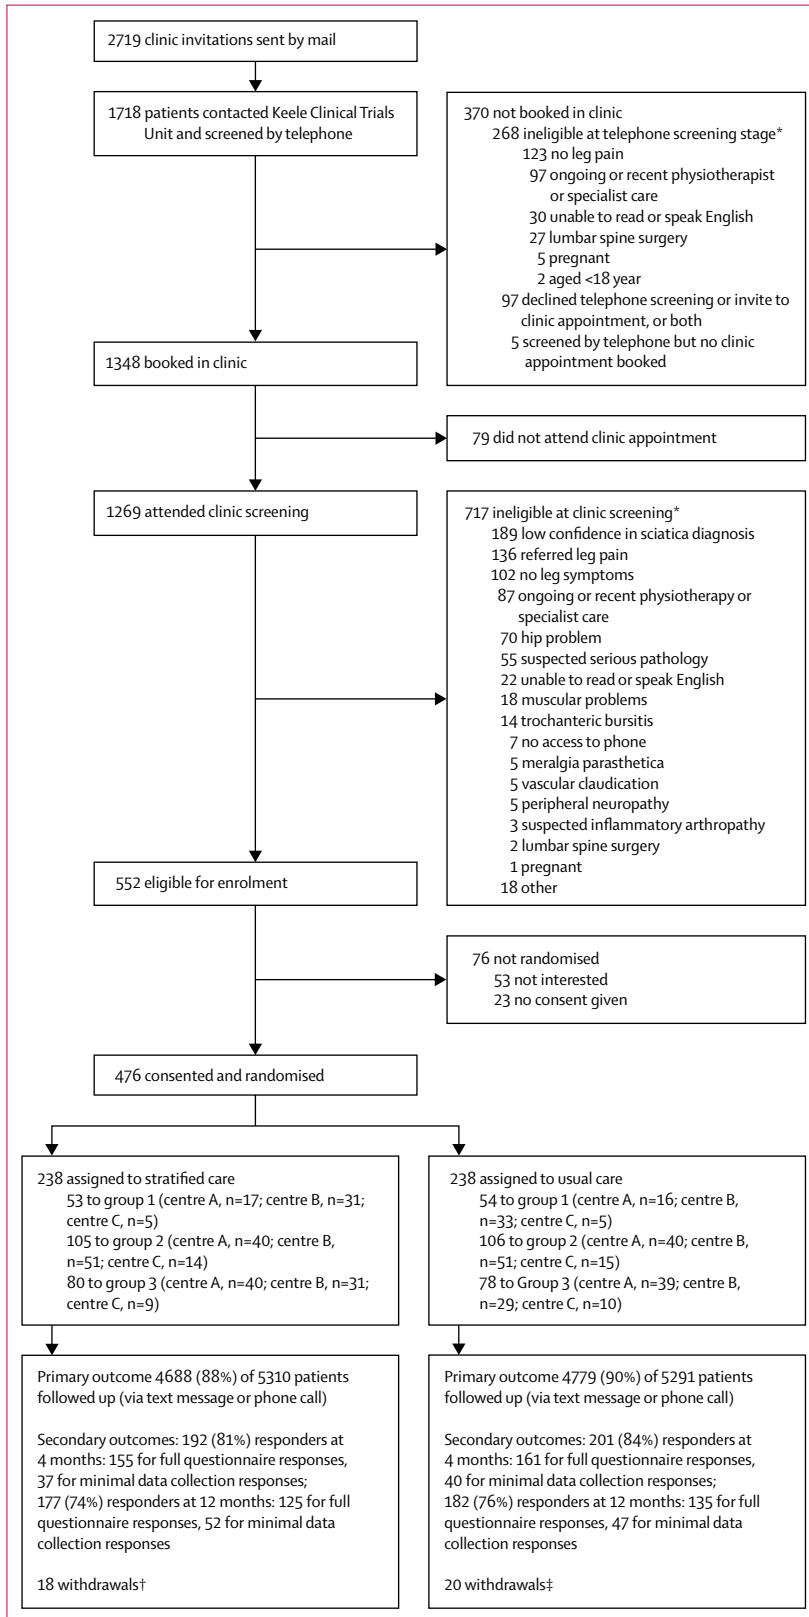 2719 clinic invitations sent by mail
1718 patients contacted Keele Clinical Trials
Unit and screened by telephone
370 not booked in clinic
268 ineligible at telephone screening stage*
123 no leg pain
97 ongoing or recent physiotherapist
or specialist care
30 unable to read or speak English
27 lumbar spine surgery
5 pregnant
2 aged <18 year
97 declined telephone screening or invite to
clinic appointment, or both
5 screened by telephone but no clinic
appointment booked
1348 booked in clinic
79 did not attend clinic appointment
1269 attended clinic screening
717 ineligible at clinic screening*
189 low confidence in sciatica diagnosis
136 referred leg pain
102 no leg symptoms
87 ongoing or recent physiotherapy or
specialist care
70 hip problem
55 suspected serious pathology
22 unable to read or speak English
18 muscular problems
14 trochanteric bursitis
7 no access to phone
5 meralgia parasthetica
5 vascular claudication
5 peripheral neuropathy
3 suspected inflammatory arthropathy
2 lumbar spine surgery
1 pregnant
18 other
552 eligible for enrolment
76 not randomised
53 not interested
23 no consent given
476 consented and randomised
238 assigned to stratified care
53 to group 1 (centre A, n=17; centre B, n=31;
centre C, n=5)
105 to group 2 (centre A, n=40; centre B,
n=51; centre C, n=14)
80 to group 3 (centre A, n=40; centre B, n=31;
centre C, n=9)
238 assigned to usual care
54 to group 1 (centre A, n=16; centre B,
n=33; centre C, n=5)
106 to group 2 (centre A, n=40; centre B,
n=51; centre C, n=15)
78 to Group 3 (centre A, n=39; centre B,
n=29; centre C, n=10)
Primary outcome 4688 (88%) of 5310 patients
followed up (via text message or phone call)
Secondary outcomes: 192 (81%) responders at
4 months: 155 for full questionnaire responses,
37 for minimal data collection responses;
177 (74%) responders at 12 months: 125 for full
questionnaire responses, 52 for minimal data
collection responses
18 withdrawals†
Primary outcome 4779 (90%) of 5291 patients
followed up (via text message or phone call)
Secondary outcomes: 201 (84%) responders at
4 months: 161 for full questionnaire responses,
40 for minimal data collection responses;
182 (76%) responders at 12 months: 135 for full
questionnaire responses, 47 for minimal data
collection responses
20 withdrawals‡